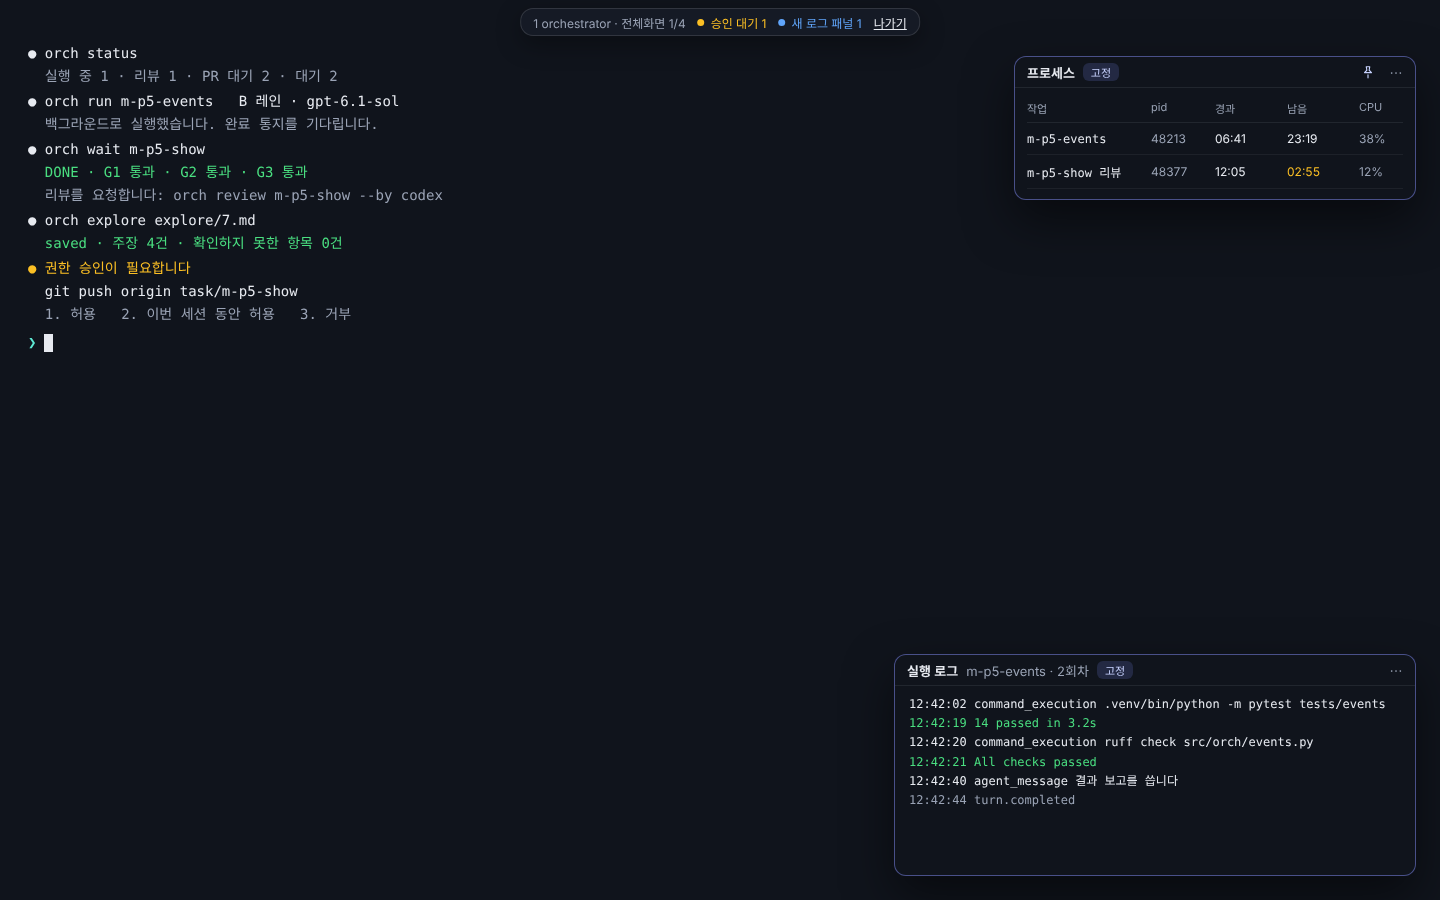 1 orchestrator · 전체화면 1/4 ● 승인 대기 1 ● 새 로그 패널 1 나가기
● orch status
실행 중 1 · 리뷰 1 · PR 대기 2 · 대기 2
● orch run m-p5-events B 레인 · gpt-6.1-sol
백그라운드로 실행했습니다. 완료 통지를 기다립니다.
● orch wait m-p5-show
DONE · G1 통과 · G2 통과 · G3 통과
리뷰를 요청합니다: orch review m-p5-show --by codex
● orch explore explore/7.md
saved · 주장 4건 · 확인하지 못한 항목 0건
● 권한 승인이 필요합니다
git push origin task/m-p5-show
1. 허용 2. 이번 세션 동안 허용 3. 거부
❯
프로세스 고정 ···
작업 pid 경과 남음 CPU
m-p5-events 48213 06:41 23:19 38%
m-p5-show 리뷰 48377 12:05 02:55 12%
실행 로그 m-p5-events · 2회차 고정 ···
12:42:02 command_execution .venv/bin/python -m pytest tests/events
12:42:19 14 passed in 3.2s
12:42:20 command_execution ruff check src/orch/events.py
12:42:21 All checks passed
12:42:40 agent_message 결과 보고를 씁니다
12:42:44 turn.completed